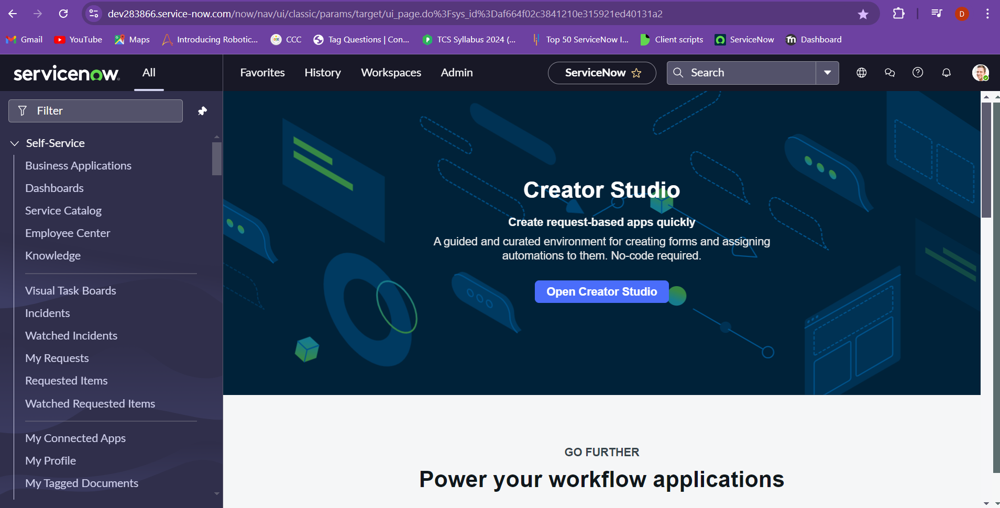 dev283866.service-now.com/now/nav/ui/classic/params/target/ui_page.do%3Fsys_id%3Daf664f02c3841210e315921ed40131a2
D
Gmail YouTube Maps Introducing Robotic... CCC Tag Questions | Con... TCS Syllabus 2024 (... Top 50 ServiceNow I... Client scripts ServiceNow Dashboard
servicenow All Favorites History Workspaces Admin ServiceNow Search
Filter
Self-Service
Business Applications
Dashboards
Service Catalog
Employee Center
Knowledge
Visual Task Boards
Incidents
Watched Incidents
My Requests
Requested Items
Watched Requested Items
My Connected Apps
My Profile
My Tagged Documents
Creator Studio
Create request-based apps quickly
A guided and curated environment for creating forms and assigning
automations to them. No-code required.
Open Creator Studio
GO FURTHER
Power your workflow applications